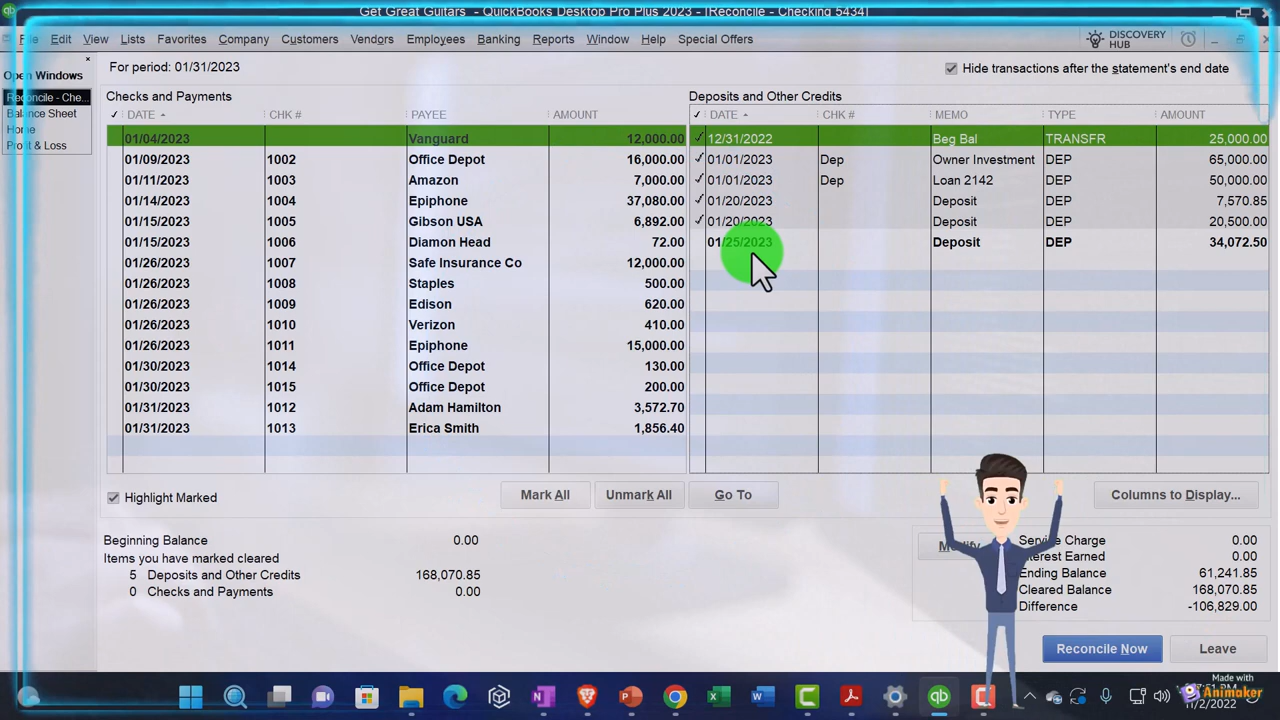 Get Great Guitars - QuickBooks Desktop Pro Plus 2023 - [Reconcile - Checking 5434]
File Edit View Lists Favorites Company Customers Vendors Employees Banking Reports Window Help Special Offers DISCOVERY HUB
Open Windows
Reconcile - Che...
Balance Sheet
Home
Profit & Loss
For period: 01/31/2023
Hide transactions after the statement's end date
Checks and Payments
✓ DATE CHK # PAYEE AMOUNT
01/04/2023 Vanguard 12,000.00
01/09/2023 1002 Office Depot 16,000.00
01/11/2023 1003 Amazon 7,000.00
01/14/2023 1004 Epiphone 37,080.00
01/15/2023 1005 Gibson USA 6,892.00
01/15/2023 1006 Diamon Head 72.00
01/26/2023 1007 Safe Insurance Co 12,000.00
01/26/2023 1008 Staples 500.00
01/26/2023 1009 Edison 620.00
01/26/2023 1010 Verizon 410.00
01/26/2023 1011 Epiphone 15,000.00
01/30/2023 1014 Office Depot 130.00
01/30/2023 1015 Office Depot 200.00
01/31/2023 1012 Adam Hamilton 3,572.70
01/31/2023 1013 Erica Smith 1,856.40
Deposits and Other Credits
✓ DATE CHK # MEMO TYPE AMOUNT
✓ 12/31/2022 Beg Bal TRANSFR 25,000.00
✓ 01/01/2023 Dep Owner Investment DEP 65,000.00
✓ 01/01/2023 Dep Loan 2142 DEP 50,000.00
✓ 01/20/2023 Deposit DEP 7,570.85
✓ 01/20/2023 Deposit DEP 20,500.00
01/25/2023 Deposit DEP 34,072.50
Highlight Marked
Mark All
Unmark All
Go To
Columns to Display...
Beginning Balance 0.00
Items you have marked cleared
5 Deposits and Other Credits 168,070.85
0 Checks and Payments 0.00
Modify
Service Charge 0.00
Interest Earned 0.00
Ending Balance 61,241.85
Cleared Balance 168,070.85
Difference -106,829.00
Reconcile Now
Leave
Made with
Animaker
11/2/2022